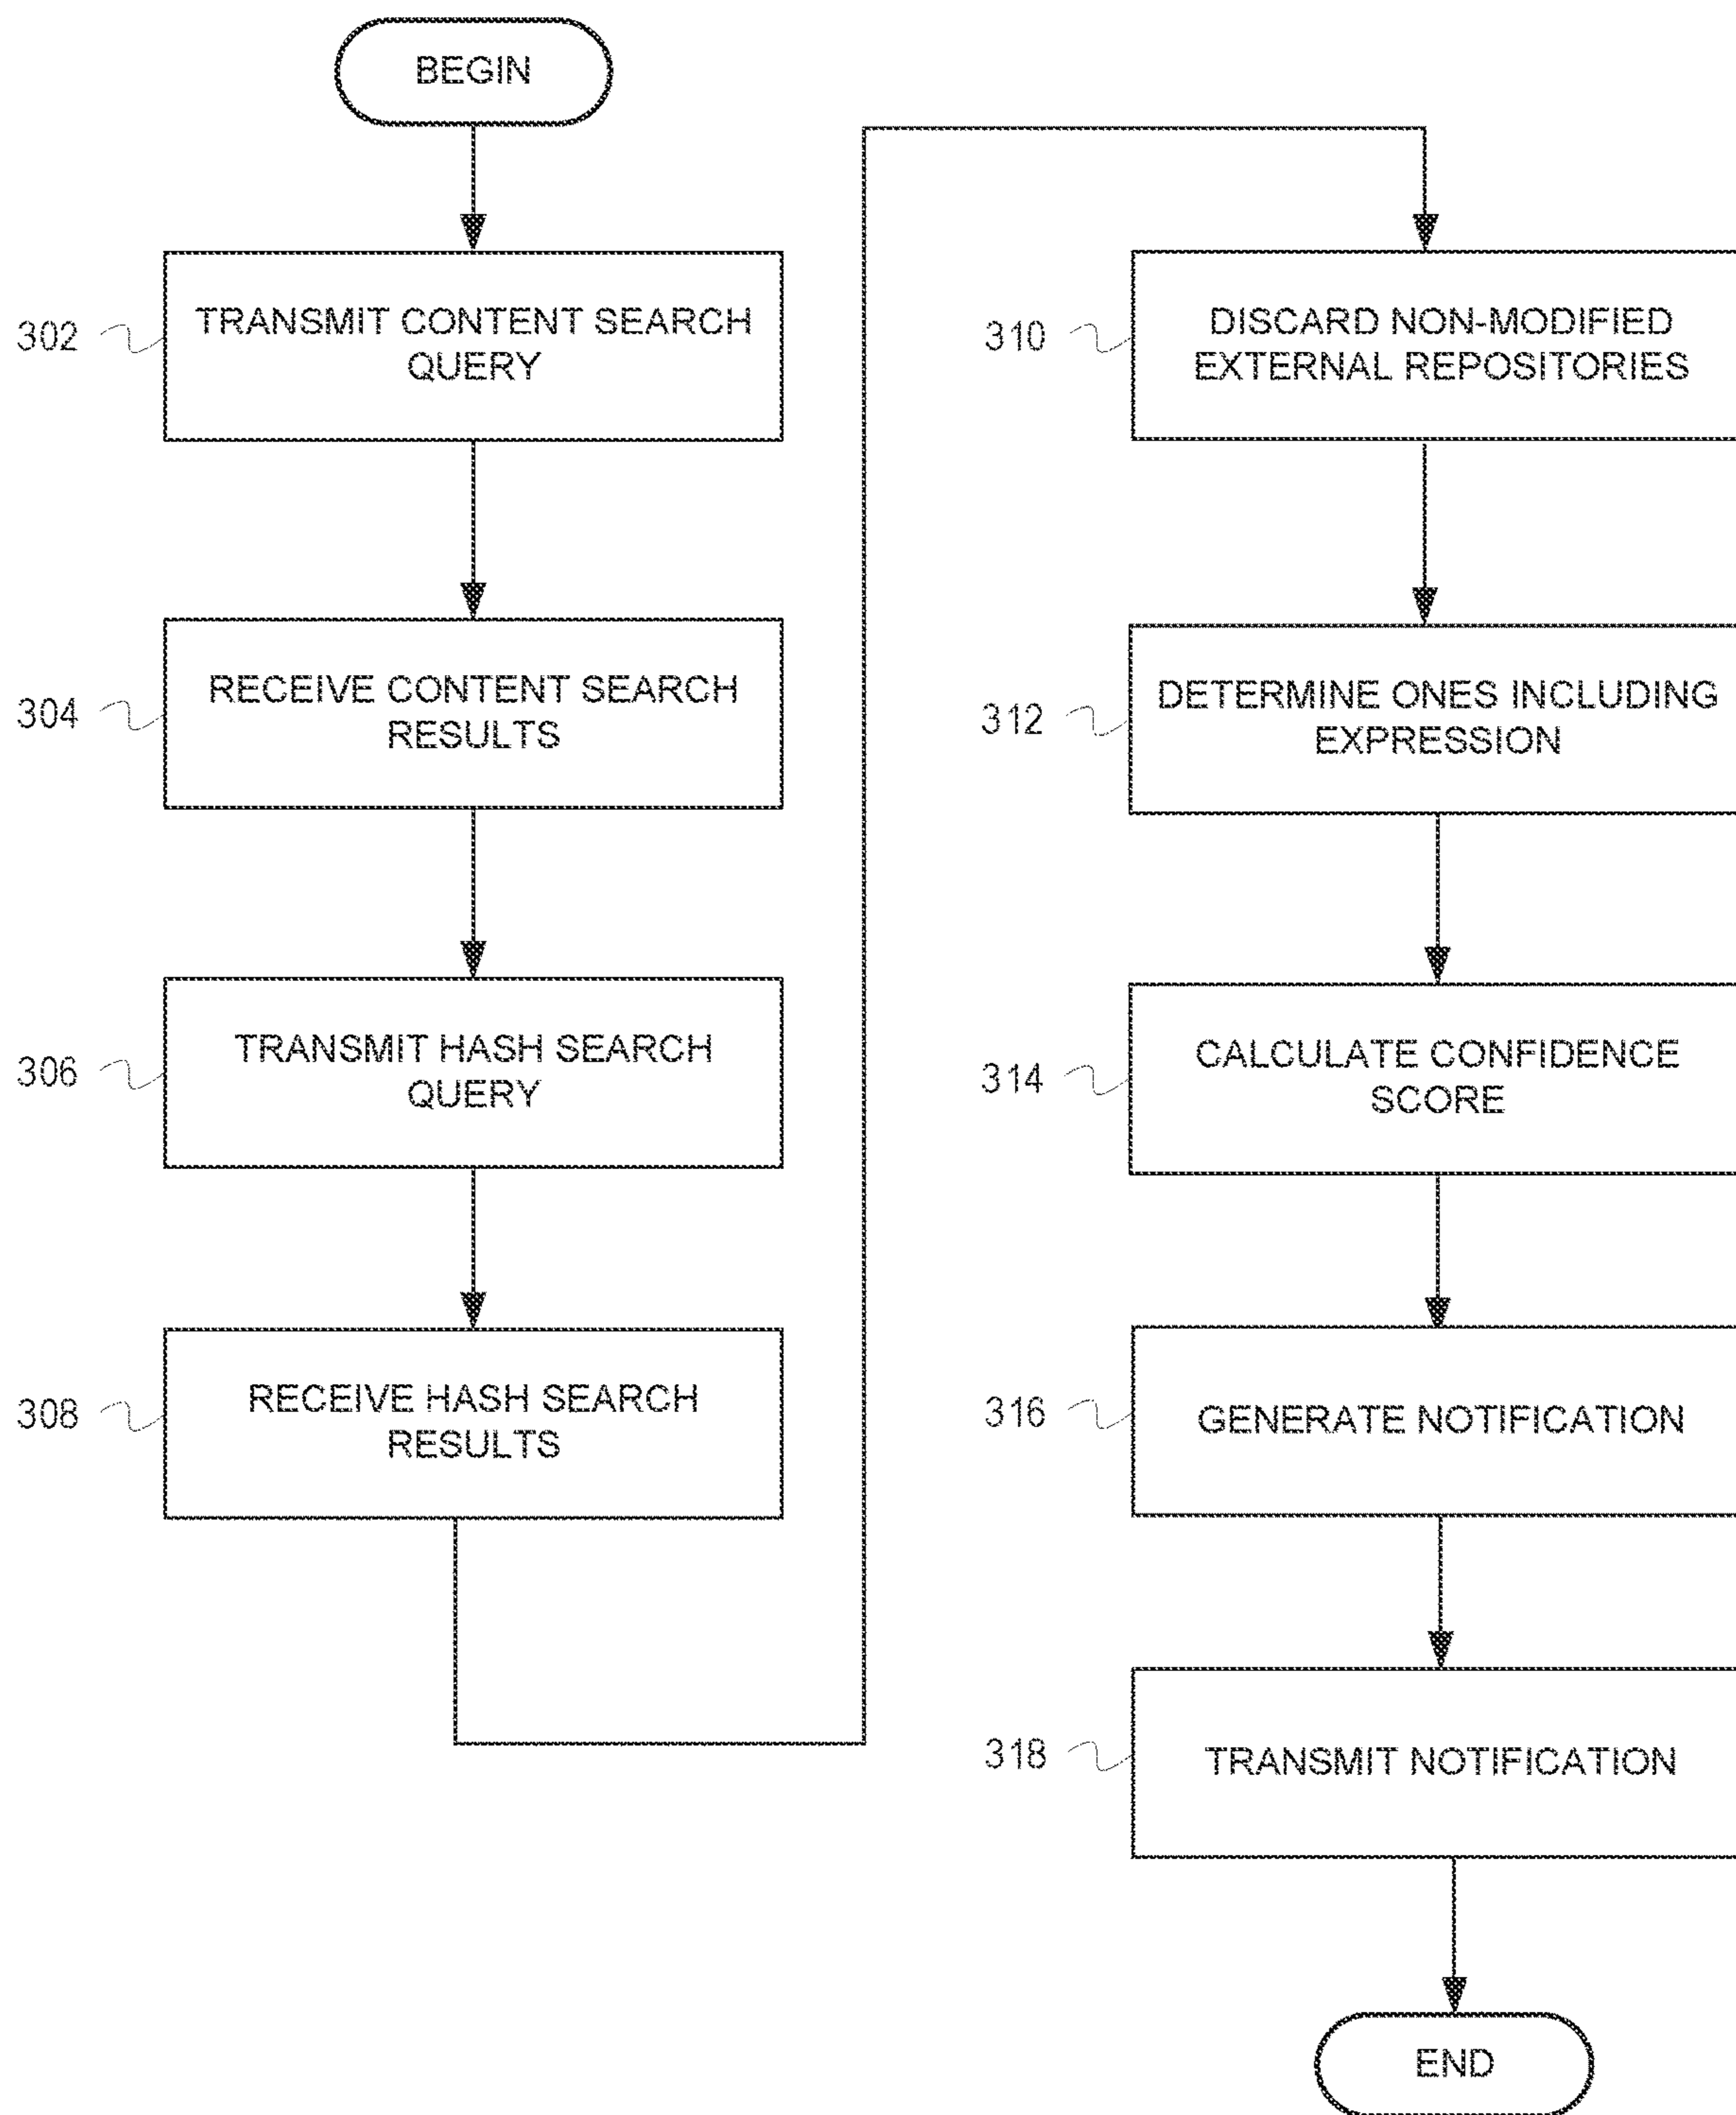 BEGIN
302
TRANSMIT CONTENT SEARCH
QUERY
304
RECEIVE CONTENT SEARCH
RESULTS
306
TRANSMIT HASH SEARCH
QUERY
308
RECEIVE HASH SEARCH
RESULTS
310
DISCARD NON-MODIFIED
EXTERNAL REPOSITORIES
312
DETERMINE ONES INCLUDING
EXPRESSION
314
CALCULATE CONFIDENCE
SCORE
316
GENERATE NOTIFICATION
318
TRANSMIT NOTIFICATION
END